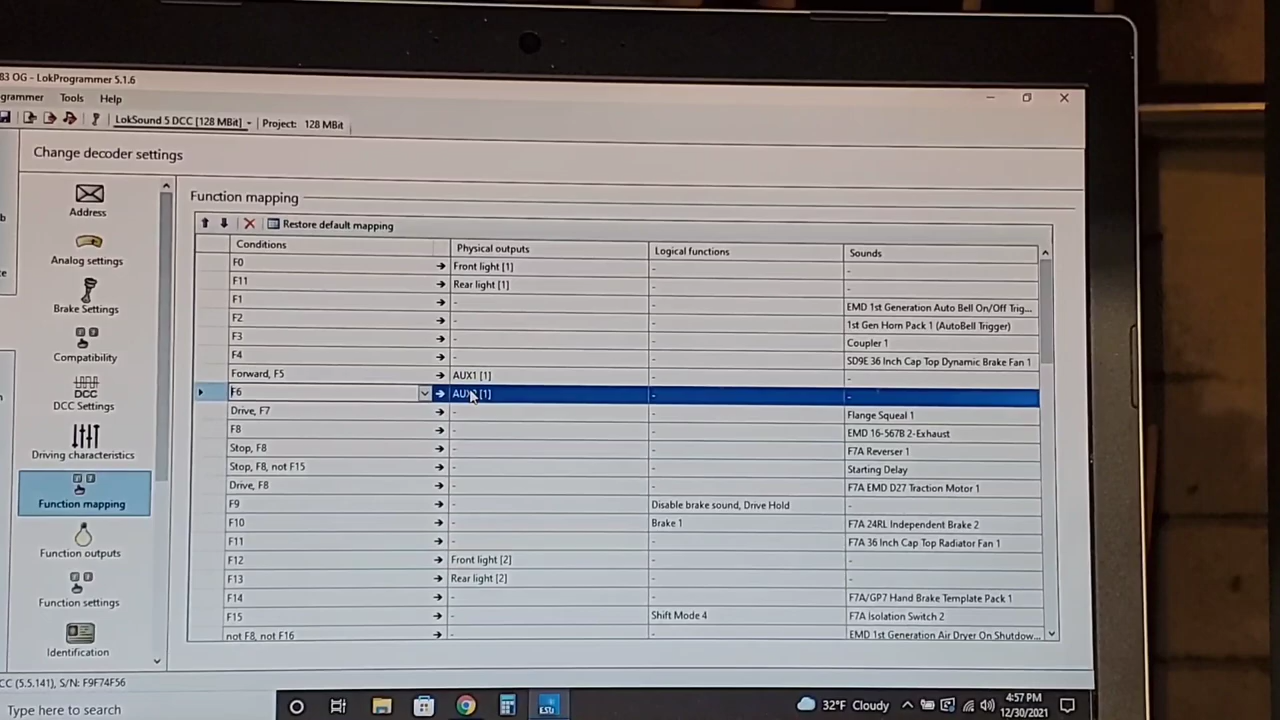 83 OG - LokProgrammer 5.1.6
grammer Tools Help
LokSound 5 DCC [128 MBit] Project: 128 MBit
Change decoder settings
Address
Analog settings
Brake Settings
Compatibility
DCC
DCC Settings
Driving characteristics
Function mapping
Function outputs
Function settings
Identification
Function mapping
Restore default mapping
Conditions Physical outputs Logical functions Sounds
F0 Front light [1] - -
F11 Rear light [1] - -
F1 - - EMD 1st Generation Auto Bell On/Off Trig...
F2 - - 1st Gen Horn Pack 1 (AutoBell Trigger)
F3 - - Coupler 1
F4 - - SD9E 36 Inch Cap Top Dynamic Brake Fan 1
Forward, F5 AUX1 [1] - -
F6 [1] - -
Drive, F7 - - Flange Squeal 1
F8 - - EMD 16-567B 2-Exhaust
Stop, F8 - - F7A Reverser 1
Stop, F8, not F15 - - Starting Delay
Drive, F8 - - F7A EMD D27 Traction Motor 1
F9 - Disable brake sound, Drive Hold -
F10 - Brake 1 F7A 24RL Independent Brake 2
F11 - - F7A 36 Inch Cap Top Radiator Fan 1
F12 Front light [2] - -
F13 Rear light [2] - -
F14 - - F7A/GP7 Hand Brake Template Pack 1
F15 - Shift Mode 4 F7A Isolation Switch 2
not F8, not F16 - - EMD 1st Generation Air Dryer On Shutdow...
CC (5.5.141), S/N: F9F74F56
Type here to search
ESU
32°F Cloudy
4:57 PM
12/30/2021